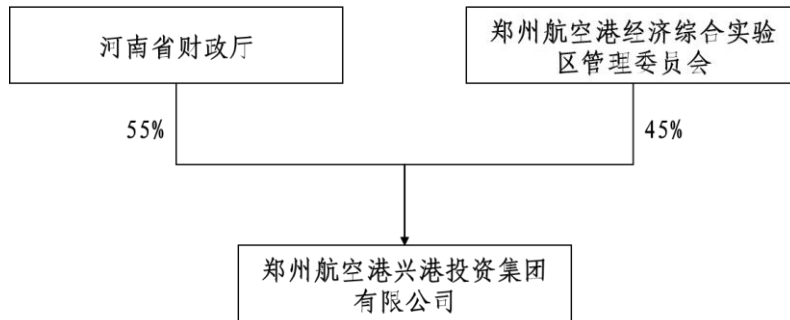 河南省财政厅
郑州航空港经济综合实验
区管理委员会
55%
45%
郑州航空港兴港投资集团
有限公司